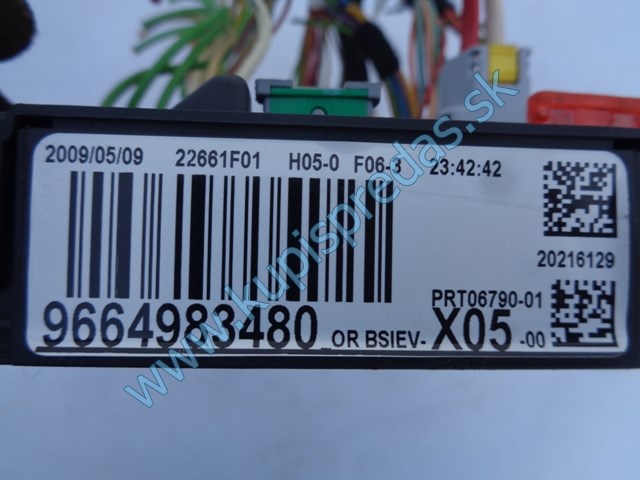 2009/05/09 22661F01 H05-0 F06-3 23:42:42
20216129
PRT06790-01
9664983480 OR BSIEV- X05 -00
www.kupispredas.sk